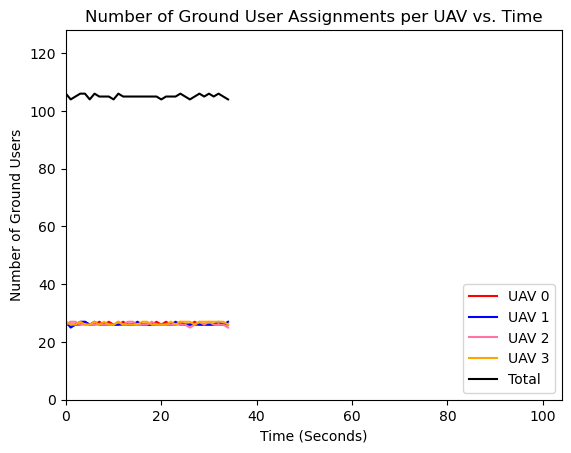 Number of Ground User Assignments per UAV vs. Time
Number of Ground Users
120
100
80
60
40
20
0
0 20 40 60 80 100
Time (Seconds)
UAV 0
UAV 1
UAV 2
UAV 3
Total